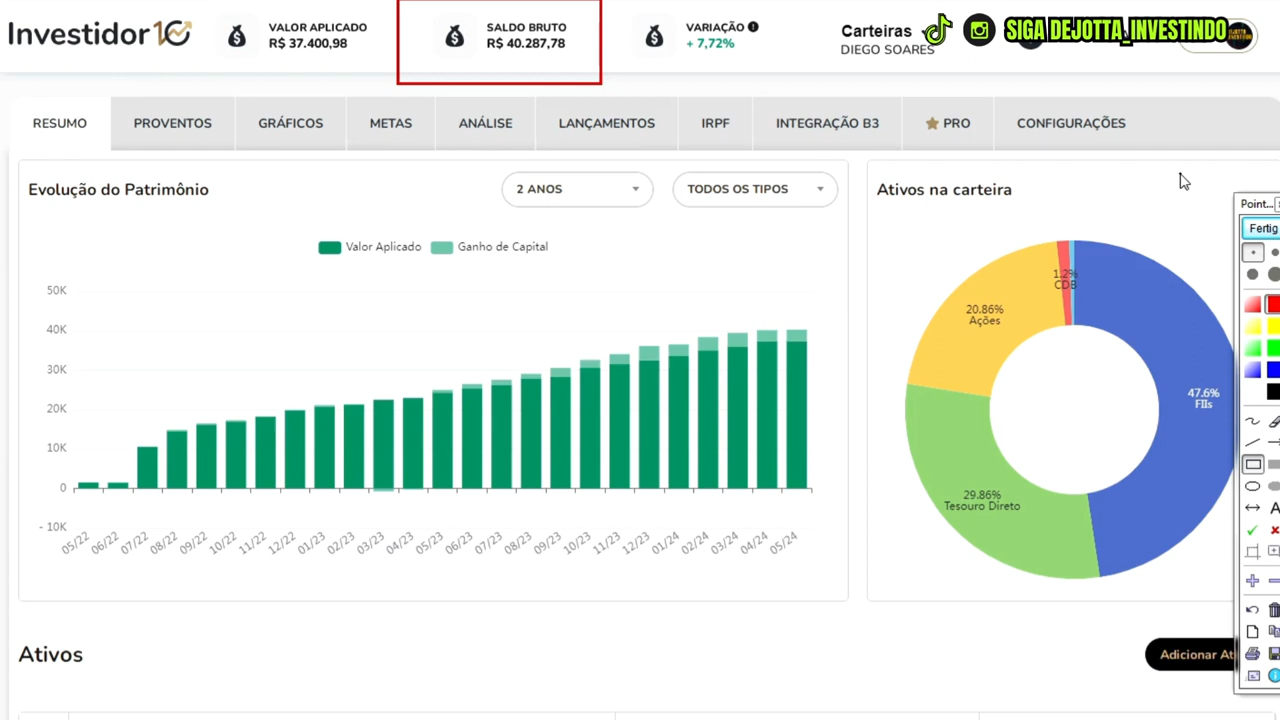 Investidor10
VALOR APLICADO
R$ 37.400,98
SALDO BRUTO
R$ 40.287,78
VARIAÇÃO
+ 7,72%
Carteiras
DIEGO SOARES
SIGA DEJOTTA_INVESTINDO
RESUMO
PROVENTOS
GRÁFICOS
METAS
ANÁLISE
LANÇAMENTOS
IRPF
INTEGRAÇÃO B3
PRO
CONFIGURAÇÕES
Evolução do Patrimônio
2 ANOS
TODOS OS TIPOS
Valor Aplicado
Ganho de Capital
50K
40K
30K
20K
10K
0
- 10K
05/22
06/22
07/22
08/22
09/22
10/22
11/22
12/22
01/23
02/23
03/23
04/23
05/23
06/23
07/23
08/23
09/23
10/23
11/23
12/23
01/24
02/24
03/24
04/24
05/24
Ativos na carteira
1.2%
CDB
20.86%
Ações
47.6%
FIIs
29.86%
Tesouro Direto
Point...
Fertig
A
Ativos
Adicionar At